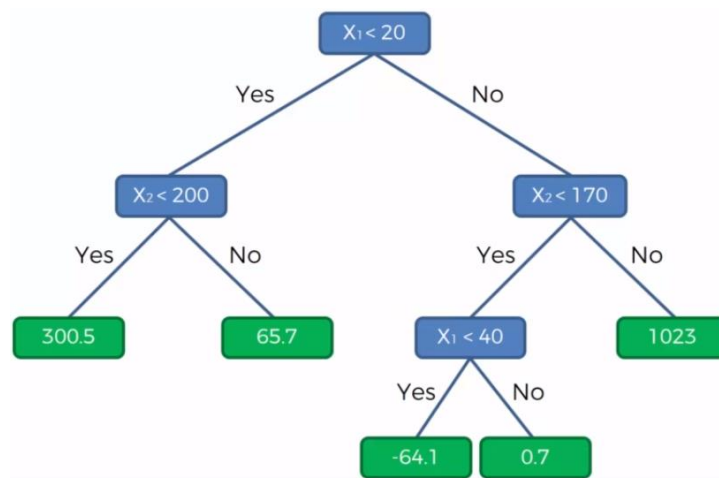 X₁ < 20
Yes
No
X₂ < 200
X₂ < 170
Yes
No
Yes
No
300.5
65.7
X₁ < 40
1023
Yes
No
-64.1
0.7